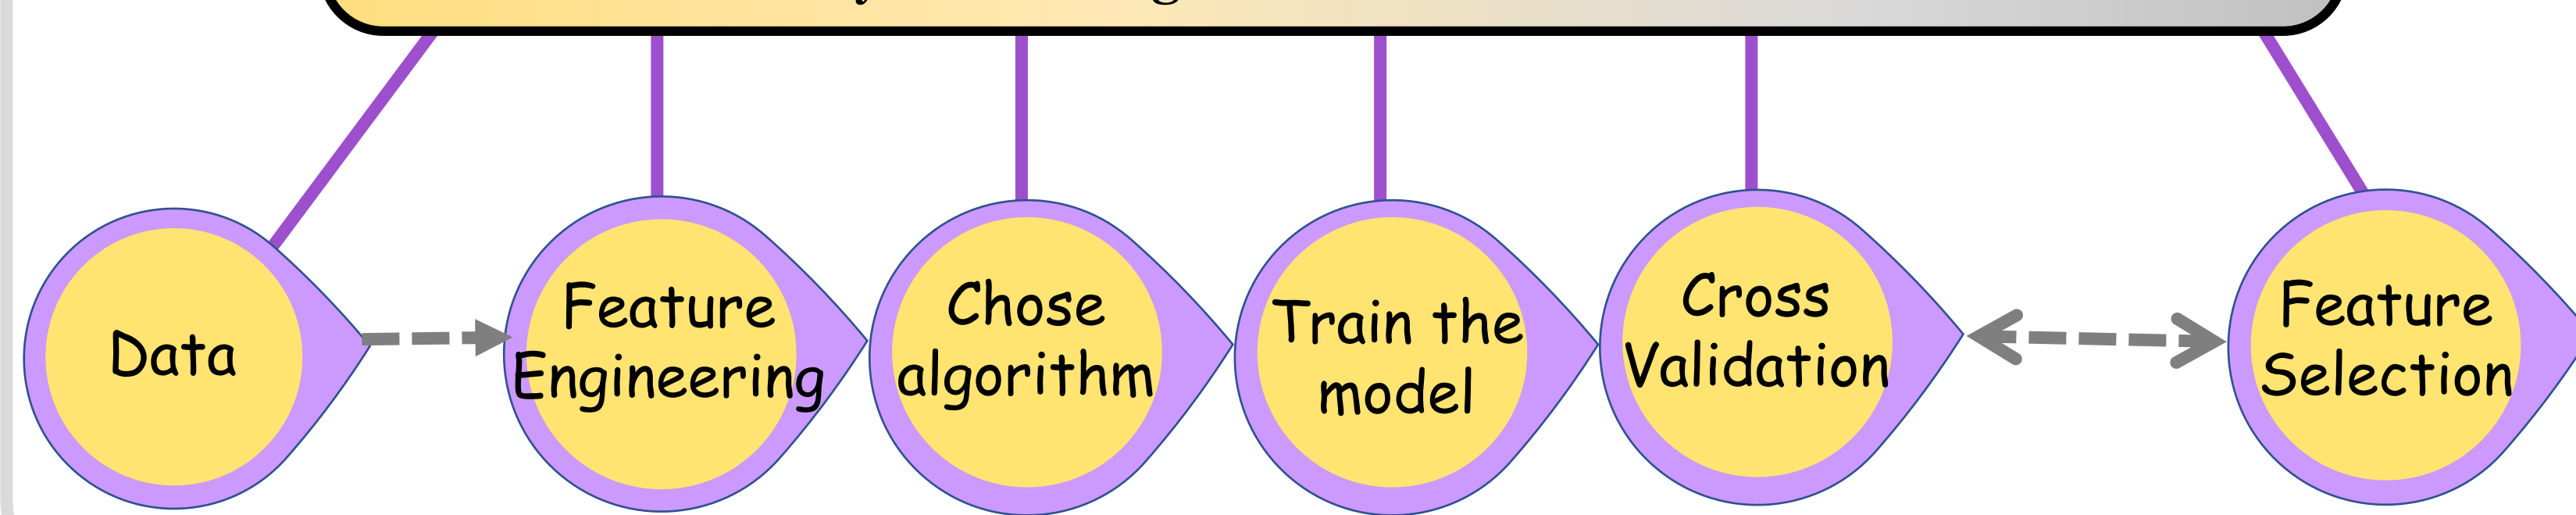 Data
Feature
Engineering
Chose
algorithm
Train the
model
Cross
Validation
Feature
Selection